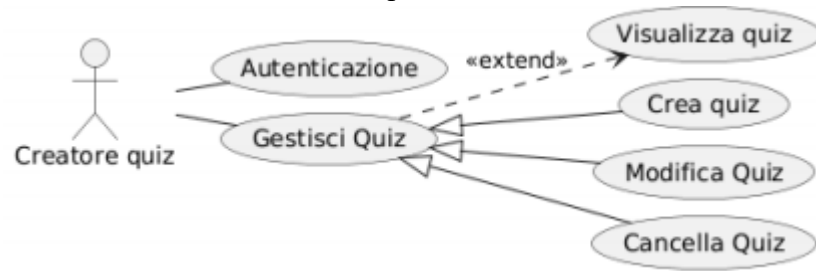 Visualizza quiz
«extend»
Autenticazione
Crea quiz
Gestisci Quiz
Creatore quiz
Modifica Quiz
Cancella Quiz